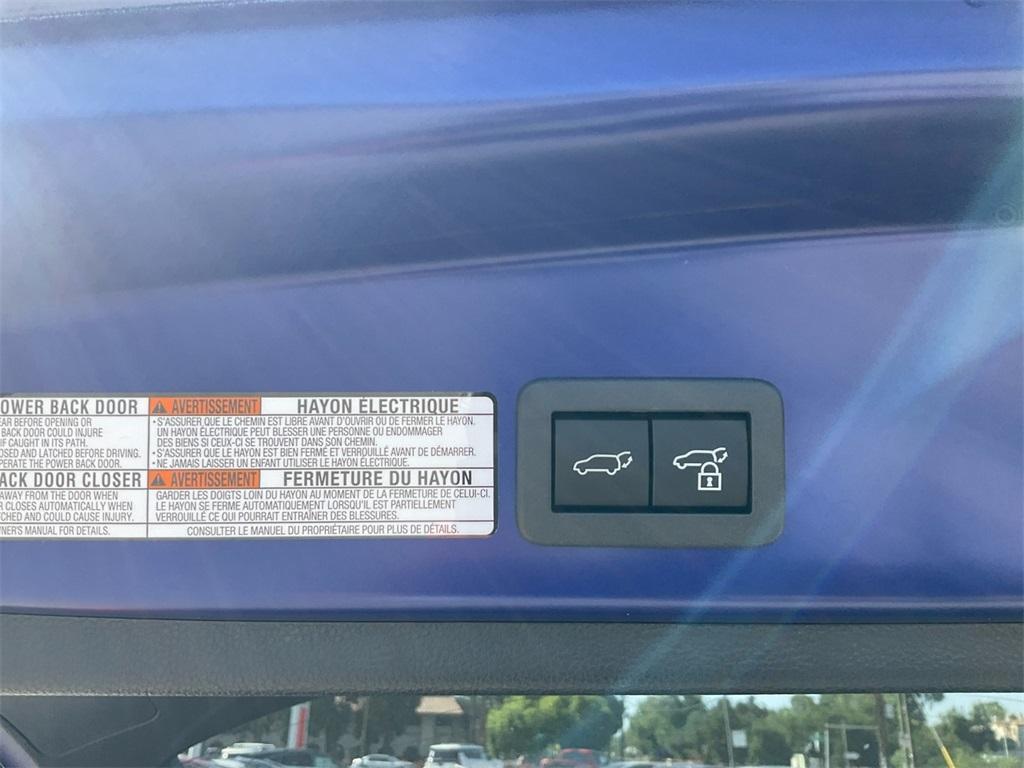 OWER BACK DOOR
EAR BEFORE OPENING OR
BACK DOOR COULD INJURE
IF CAUGHT IN ITS PATH.
OSED AND LATCHED BEFORE DRIVING.
PERATE THE POWER BACK DOOR.
AVERTISSEMENT HAYON ÉLECTRIQUE
•S'ASSURER QUE LE CHEMIN EST LIBRE AVANT D'OUVRIR OU DE FERMER LE HAYON.
UN HAYON ÉLECTRIQUE PEUT BLESSER UNE PERSONNE OU ENDOMMAGER
DES BIENS SI CEUX-CI SE TROUVENT DANS SON CHEMIN.
•S'ASSURER QUE LE HAYON EST BIEN FERMÉ ET VERROUILLÉ AVANT DE DÉMARRER.
•NE JAMAIS LAISSER UN ENFANT UTILISER LE HAYON ÉLECTRIQUE.
ACK DOOR CLOSER
AWAY FROM THE DOOR WHEN
R CLOSES AUTOMATICALLY WHEN
TCHED AND COULD CAUSE INJURY.
AVERTISSEMENT FERMETURE DU HAYON
GARDER LES DOIGTS LOIN DU HAYON AU MOMENT DE LA FERMETURE DE CELUI-CI.
LE HAYON SE FERME AUTOMATIQUEMENT LORSQU'IL EST PARTIELLEMENT
VERROUILLÉ CE QUI POURRAIT ENTRAÎNER DES BLESSURES.
NER'S MANUAL FOR DETAILS.
CONSULTER LE MANUEL DU PROPRIÉTAIRE POUR PLUS DE DÉTAILS.